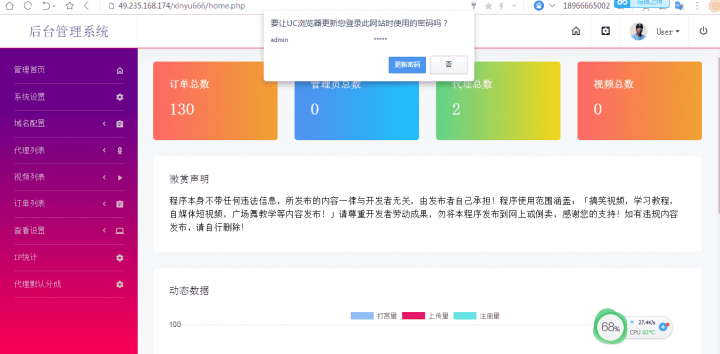 49.235.168.174/xinyu666/home.php
18966665002
拖拽上传
要让UC浏览器更新您登录此网站时使用的密码吗？
admin
*****
更新密码
否
后台管理系统
User
管理首页
系统设置
域名配置
代理列表
视频列表
订单列表
查看设置
IP统计
代理默认分成
订单总数
130
管理员总数
0
代理总数
2
视频总数
0
微赏声明
程序本身不带任何违法信息，所发布的内容一律与开发者无关，由发布者自己承担！程序使用范围涵盖：「搞笑视频，学习教程，
自媒体短视频，广场舞教学等内容发布！」请尊重开发者劳动成果，勿将本程序发布到网上或倒卖，感谢您的支持！如有违规内容
发布，请自行删除！
动态数据
打赏量
上传量
注册量
100
68%
27.4K/s
CPU 60℃